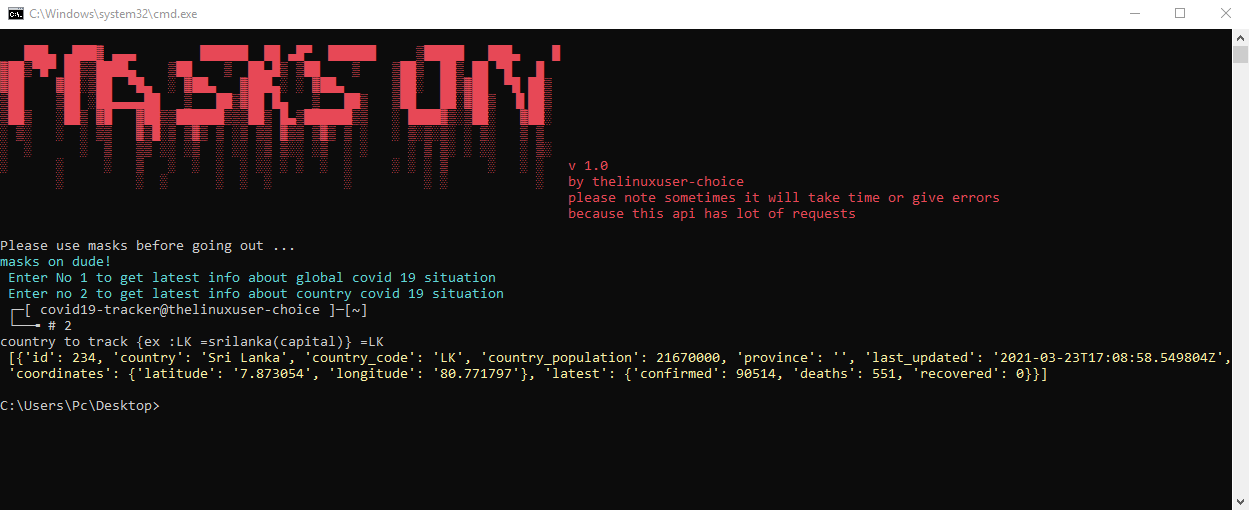 C:\Windows\system32\cmd.exe
MASKS ON
v 1.0
by thelinuxuser-choice
please note sometimes it will take time or give errors
because this api has lot of requests
Please use masks before going out ...
masks on dude!
Enter No 1 to get latest info about global covid 19 situation
Enter no 2 to get latest info about country covid 19 situation
┌─[ covid19-tracker@thelinuxuser-choice ]─[~]
└──╼ # 2
country to track {ex :LK =srilanka(capital)} =LK
[{'id': 234, 'country': 'Sri Lanka', 'country_code': 'LK', 'country_population': 21670000, 'province': '', 'last_updated': '2021-03-23T17:08:58.549804Z',
'coordinates': {'latitude': '7.873054', 'longitude': '80.771797'}, 'latest': {'confirmed': 90514, 'deaths': 551, 'recovered': 0}}]
C:\Users\Pc\Desktop>